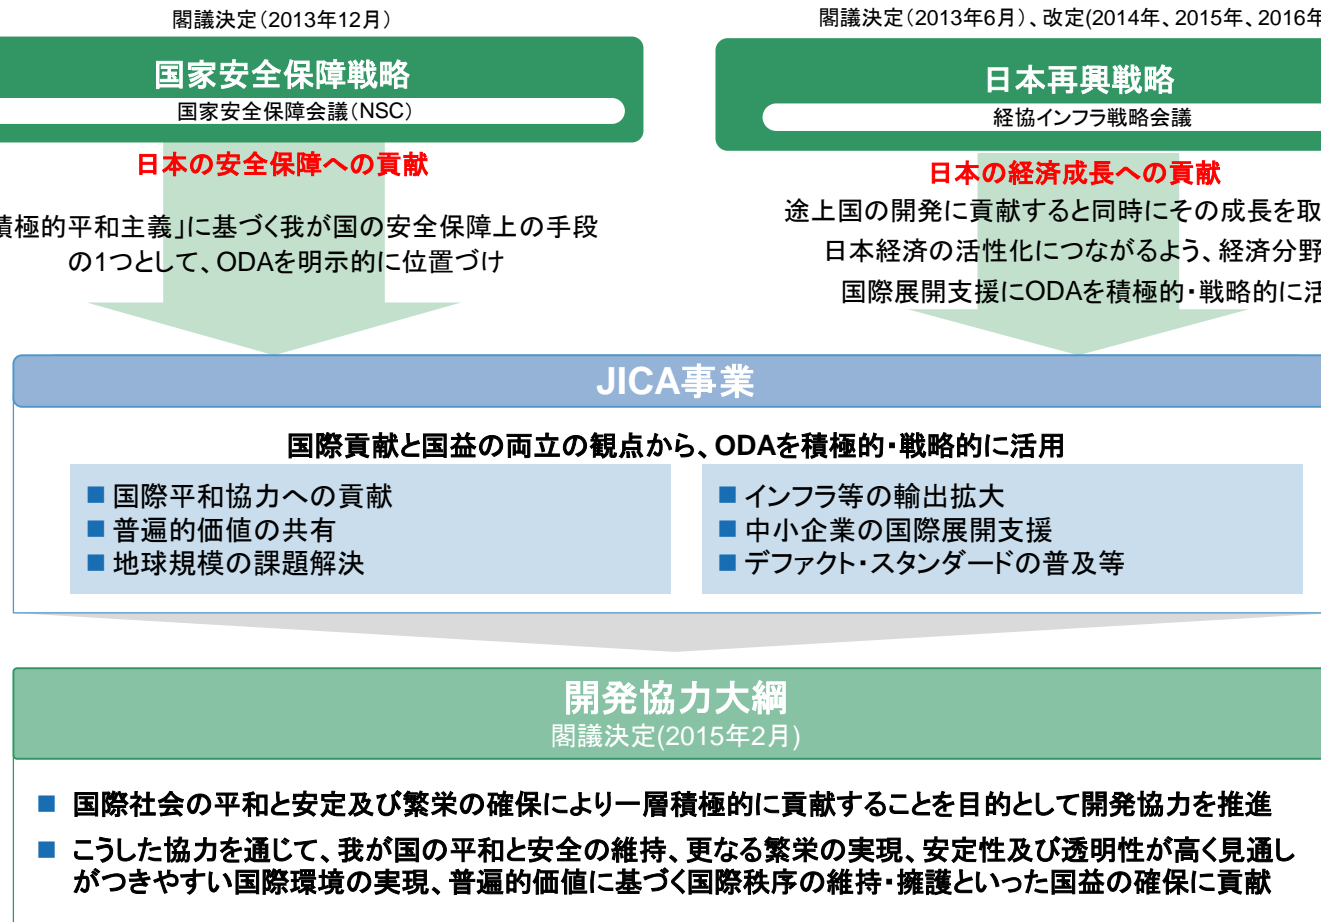 閣議決定（2013年12月）
国家安全保障戦略
国家安全保障会議（NSC）
日本の安全保障への貢献
積極的平和主義」に基づく我が国の安全保障上の手段
の1つとして、ODAを明示的に位置づけ
閣議決定（2013年6月）、改定(2014年、2015年、2016年
日本再興戦略
経協インフラ戦略会議
日本の経済成長への貢献
途上国の開発に貢献すると同時にその成長を取
日本経済の活性化につながるよう、経済分野
国際展開支援にODAを積極的・戦略的に活
JICA事業
国際貢献と国益の両立の観点から、ODAを積極的・戦略的に活用
■ 国際平和協力への貢献
■ 普遍的価値の共有
■ 地球規模の課題解決
■ インフラ等の輸出拡大
■ 中小企業の国際展開支援
■ デファクト・スタンダードの普及等
開発協力大綱
閣議決定(2015年2月)
■ 国際社会の平和と安定及び繁栄の確保により一層積極的に貢献することを目的として開発協力を推進
■ こうした協力を通じて、我が国の平和と安全の維持、更なる繁栄の実現、安定性及び透明性が高く見通し
がつきやすい国際環境の実現、普遍的価値に基づく国際秩序の維持・擁護といった国益の確保に貢献